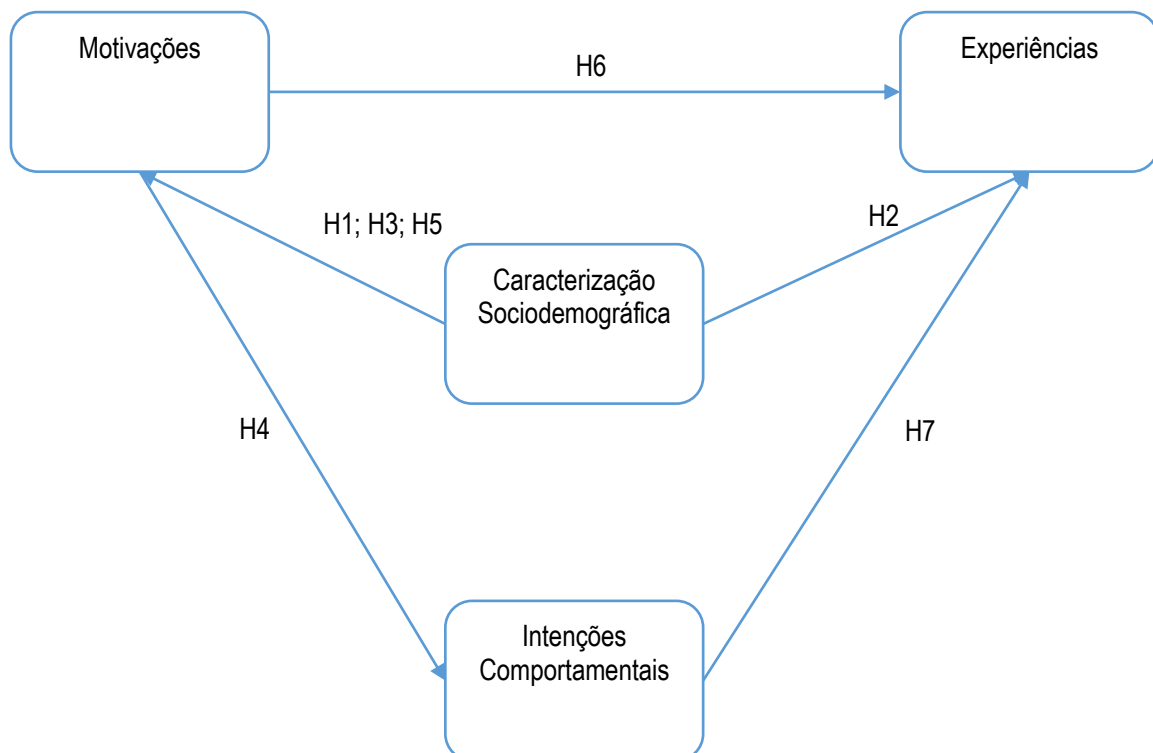 Motivações
Experiências
H6
H1; H3; H5
H2
Caracterização
Sociodemográfica
H4
H7
Intenções
Comportamentais